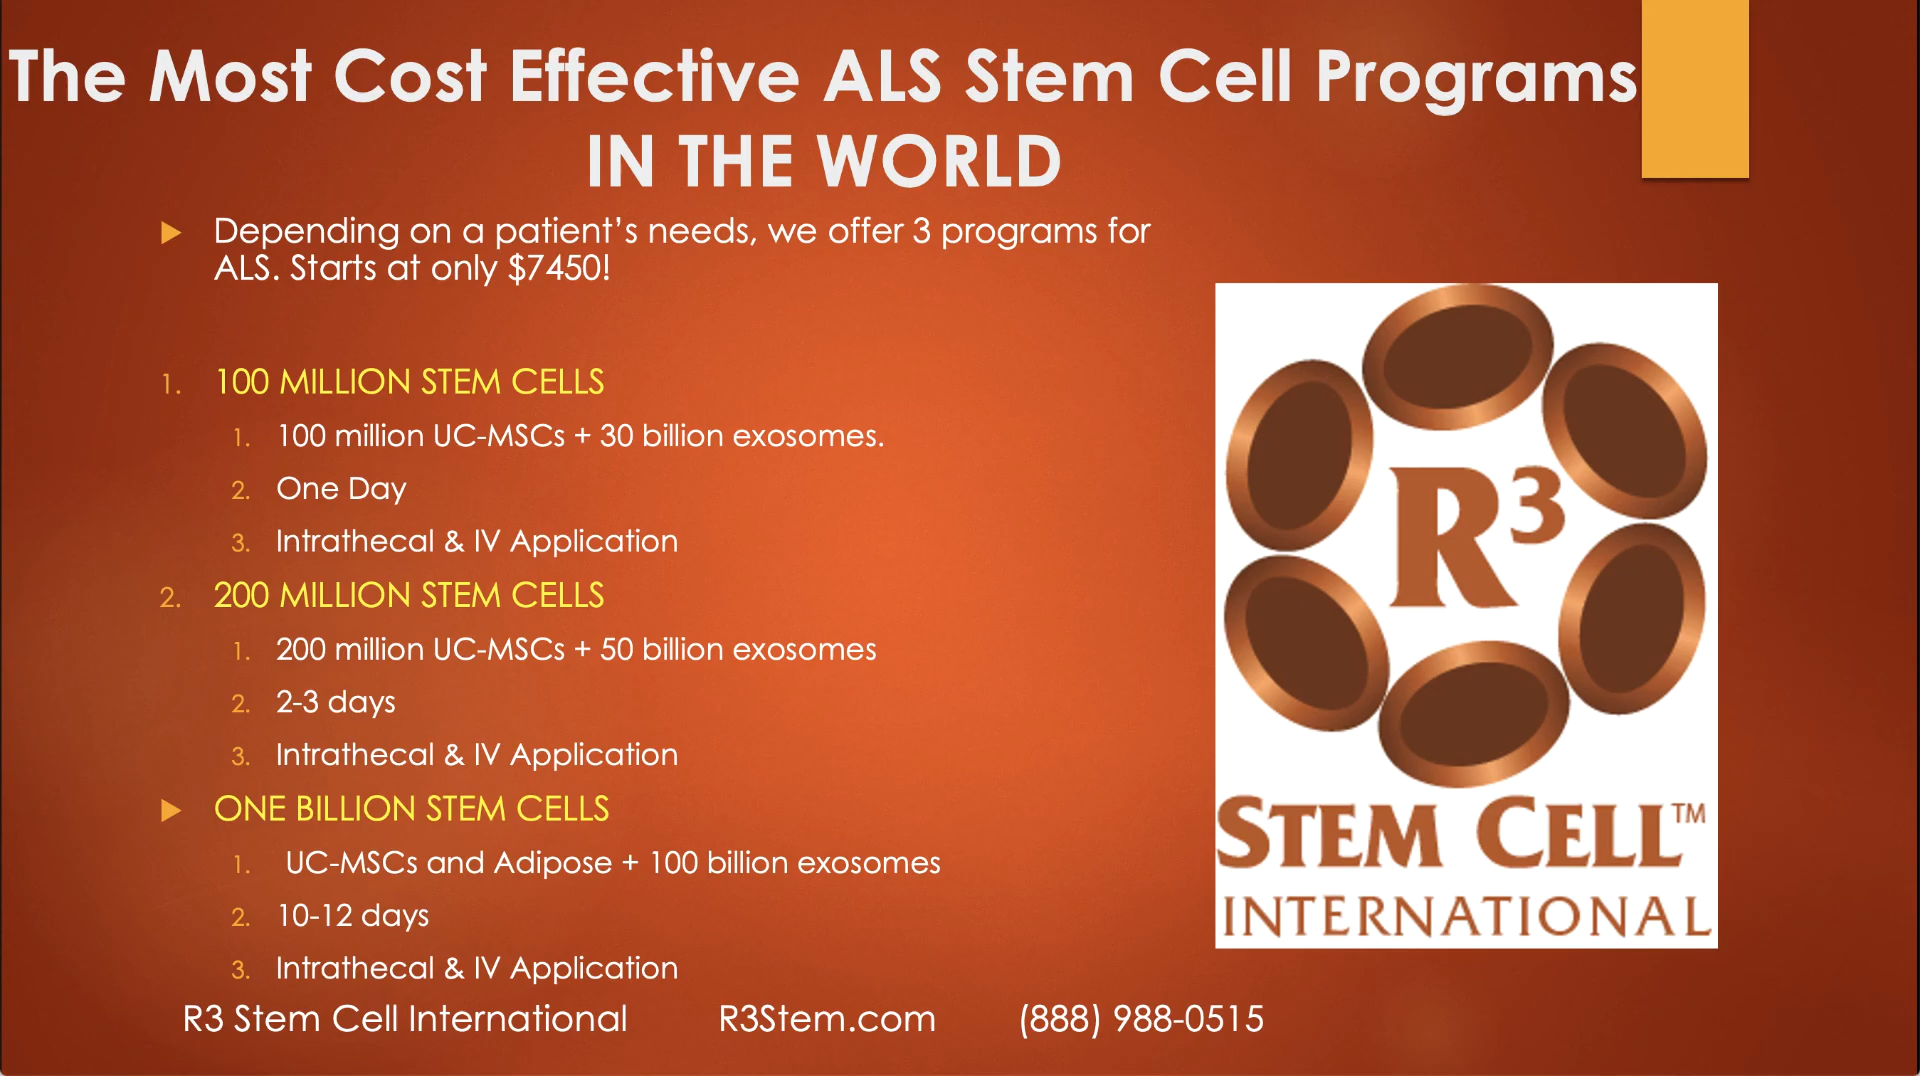 The Most Cost Effective ALS Stem Cell Programs
IN THE WORLD
Depending on a patient’s needs, we offer 3 programs for
ALS. Starts at only $7450!
1. 100 MILLION STEM CELLS
1. 100 million UC-MSCs + 30 billion exosomes.
2. One Day
3. Intrathecal & IV Application
2. 200 MILLION STEM CELLS
1. 200 million UC-MSCs + 50 billion exosomes
2. 2-3 days
3. Intrathecal & IV Application
ONE BILLION STEM CELLS
1. UC-MSCs and Adipose + 100 billion exosomes
2. 10-12 days
3. Intrathecal & IV Application
R3 Stem Cell International R3Stem.com (888) 988-0515
R³
STEM CELL™
INTERNATIONAL